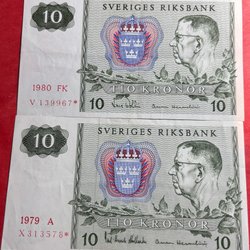 10
SVERIGES RIKSBANK
1980 FK
V 139967*
TIO KRONOR
10
10
10
SVERIGES RIKSBANK
1979 A
X 313578*
TIO KRONOR
10
10